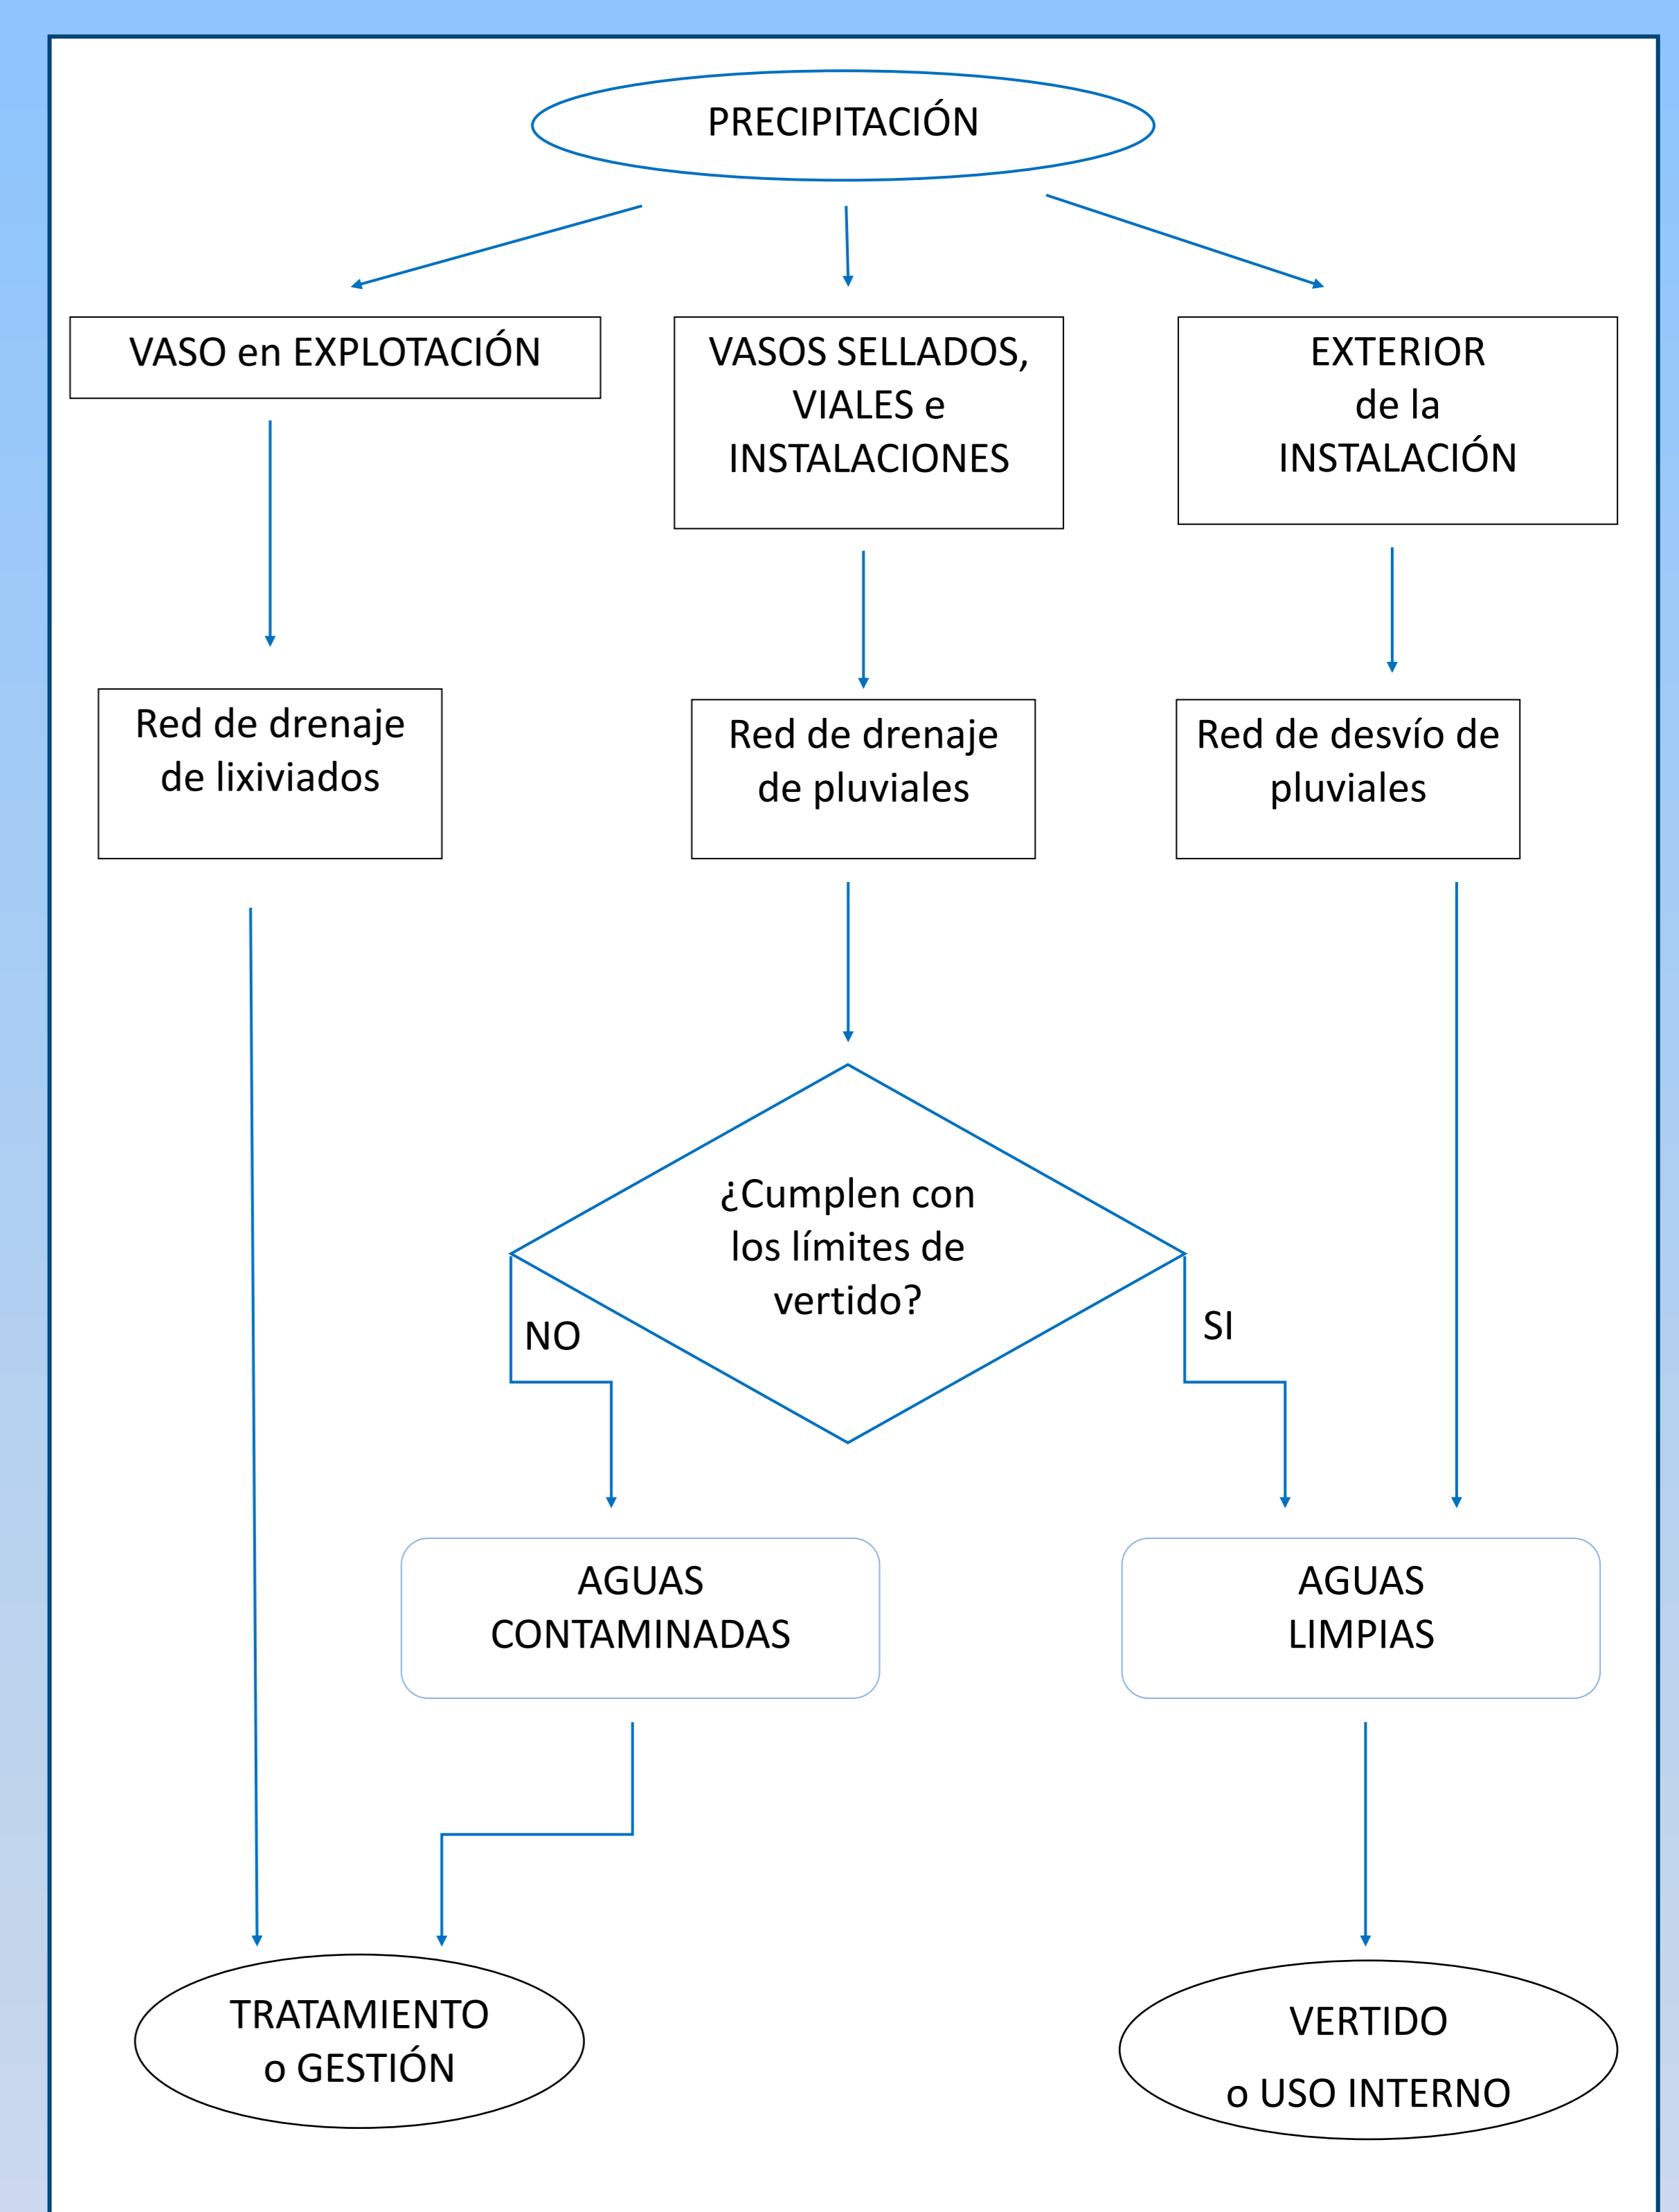 PRECIPITACIÓN
VASO en EXPLOTACIÓN
VASOS SELLADOS,
VIALES e
INSTALACIONES
EXTERIOR
de la
INSTALACIÓN
Red de drenaje
de lixiviados
Red de drenaje
de pluviales
Red de desvío de
pluviales
¿Cumplen con
los límites de
vertido?
NO
SI
AGUAS
CONTAMINADAS
AGUAS
LIMPIAS
TRATAMIENTO
o GESTIÓN
VERTIDO
o USO INTERNO